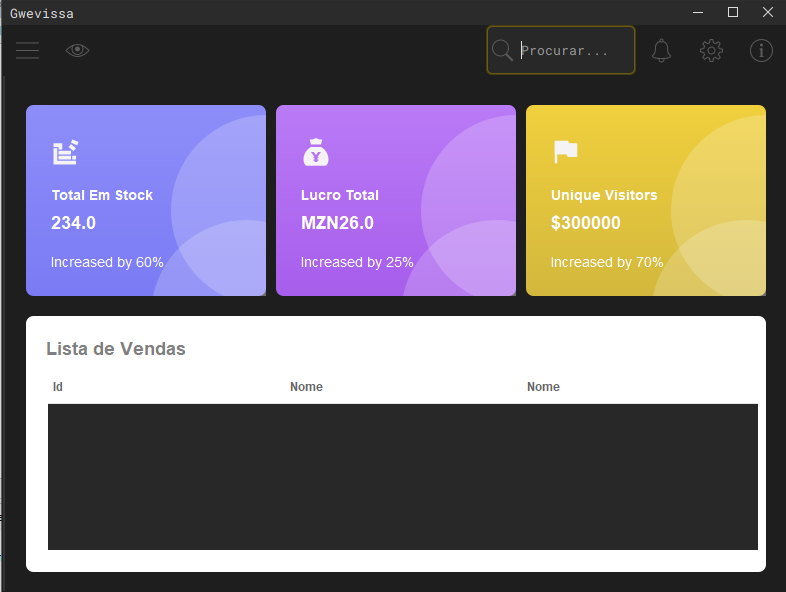 Gwevissa
Procurar...
Total Em Stock
234.0
Increased by 60%
Lucro Total
MZN26.0
Increased by 25%
Unique Visitors
$300000
Increased by 70%
Lista de Vendas
Id Nome Nome